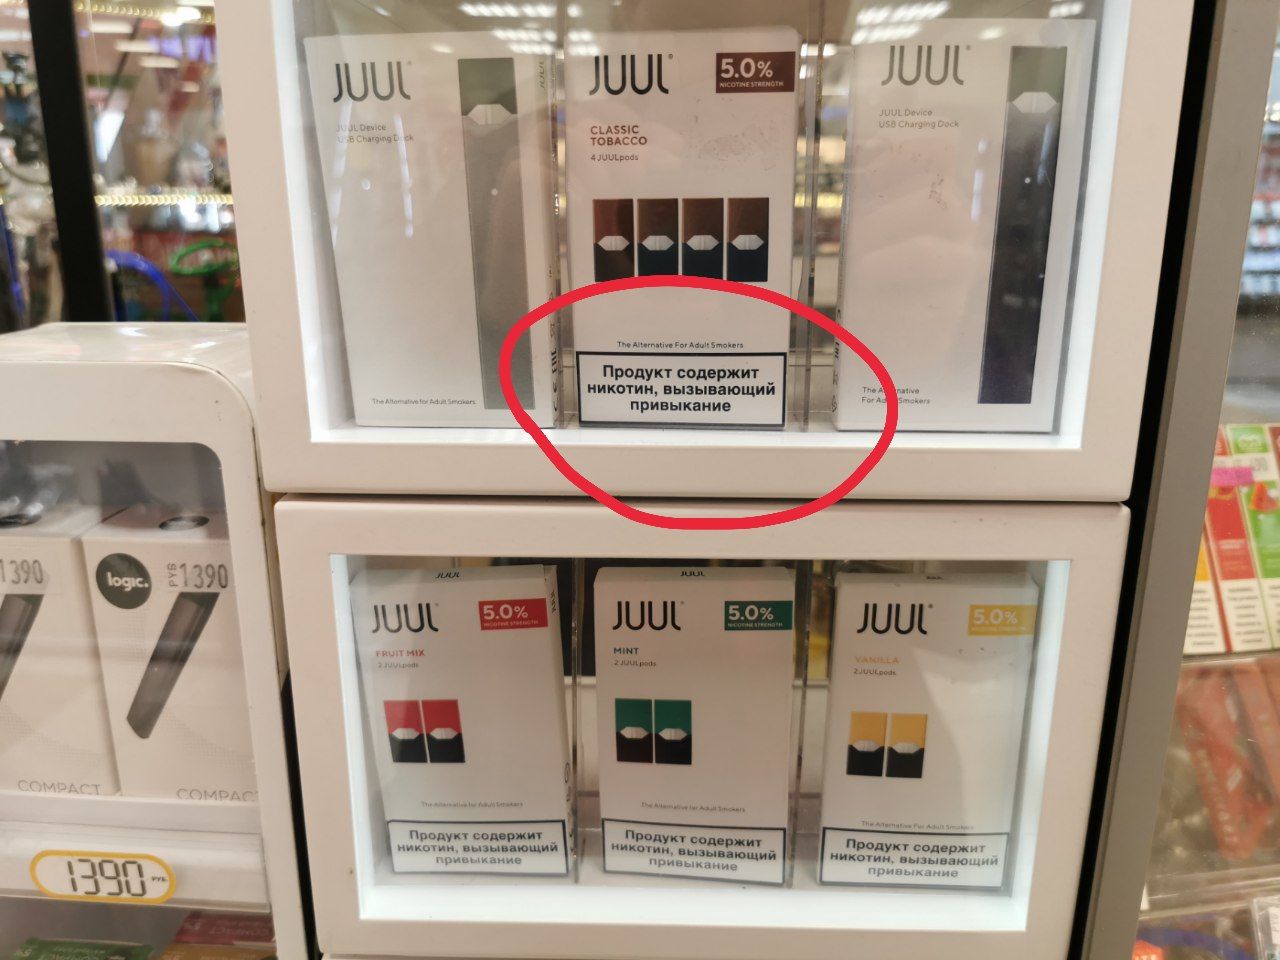 JUUL
JUUL Device
USB Charging Dock
The Alternative for Adult Smokers
JUUL
5.0%
NICOTINE STRENGTH
CLASSIC
TOBACCO
4 JUULpods
The Alternative For Adult Smokers
Продукт содержит
никотин, вызывающий
привыкание
JUUL
JUUL Device
USB Charging Dock
The Alternative
For Adult Smokers
1390
logic.
РУБ 1390
COMPACT
COMPAC
1390 РУБ.
JUUL
JUUL
5.0%
NICOTINE STRENGTH
FRUIT MIX
2 JUULpods
The Alternative for Adult Smokers
Продукт содержит
никотин, вызывающий
привыкание
JUUL
JUUL
5.0%
NICOTINE STRENGTH
MINT
2 JUULpods
The Alternative for Adult Smokers
Продукт содержит
никотин, вызывающий
привыкание
JUUL
5.0%
NICOTINE STRENGTH
VANILLA
2 JUULpods
The Alternative For Adult Smokers
Продукт содержит
никотин, вызывающий
привыкание